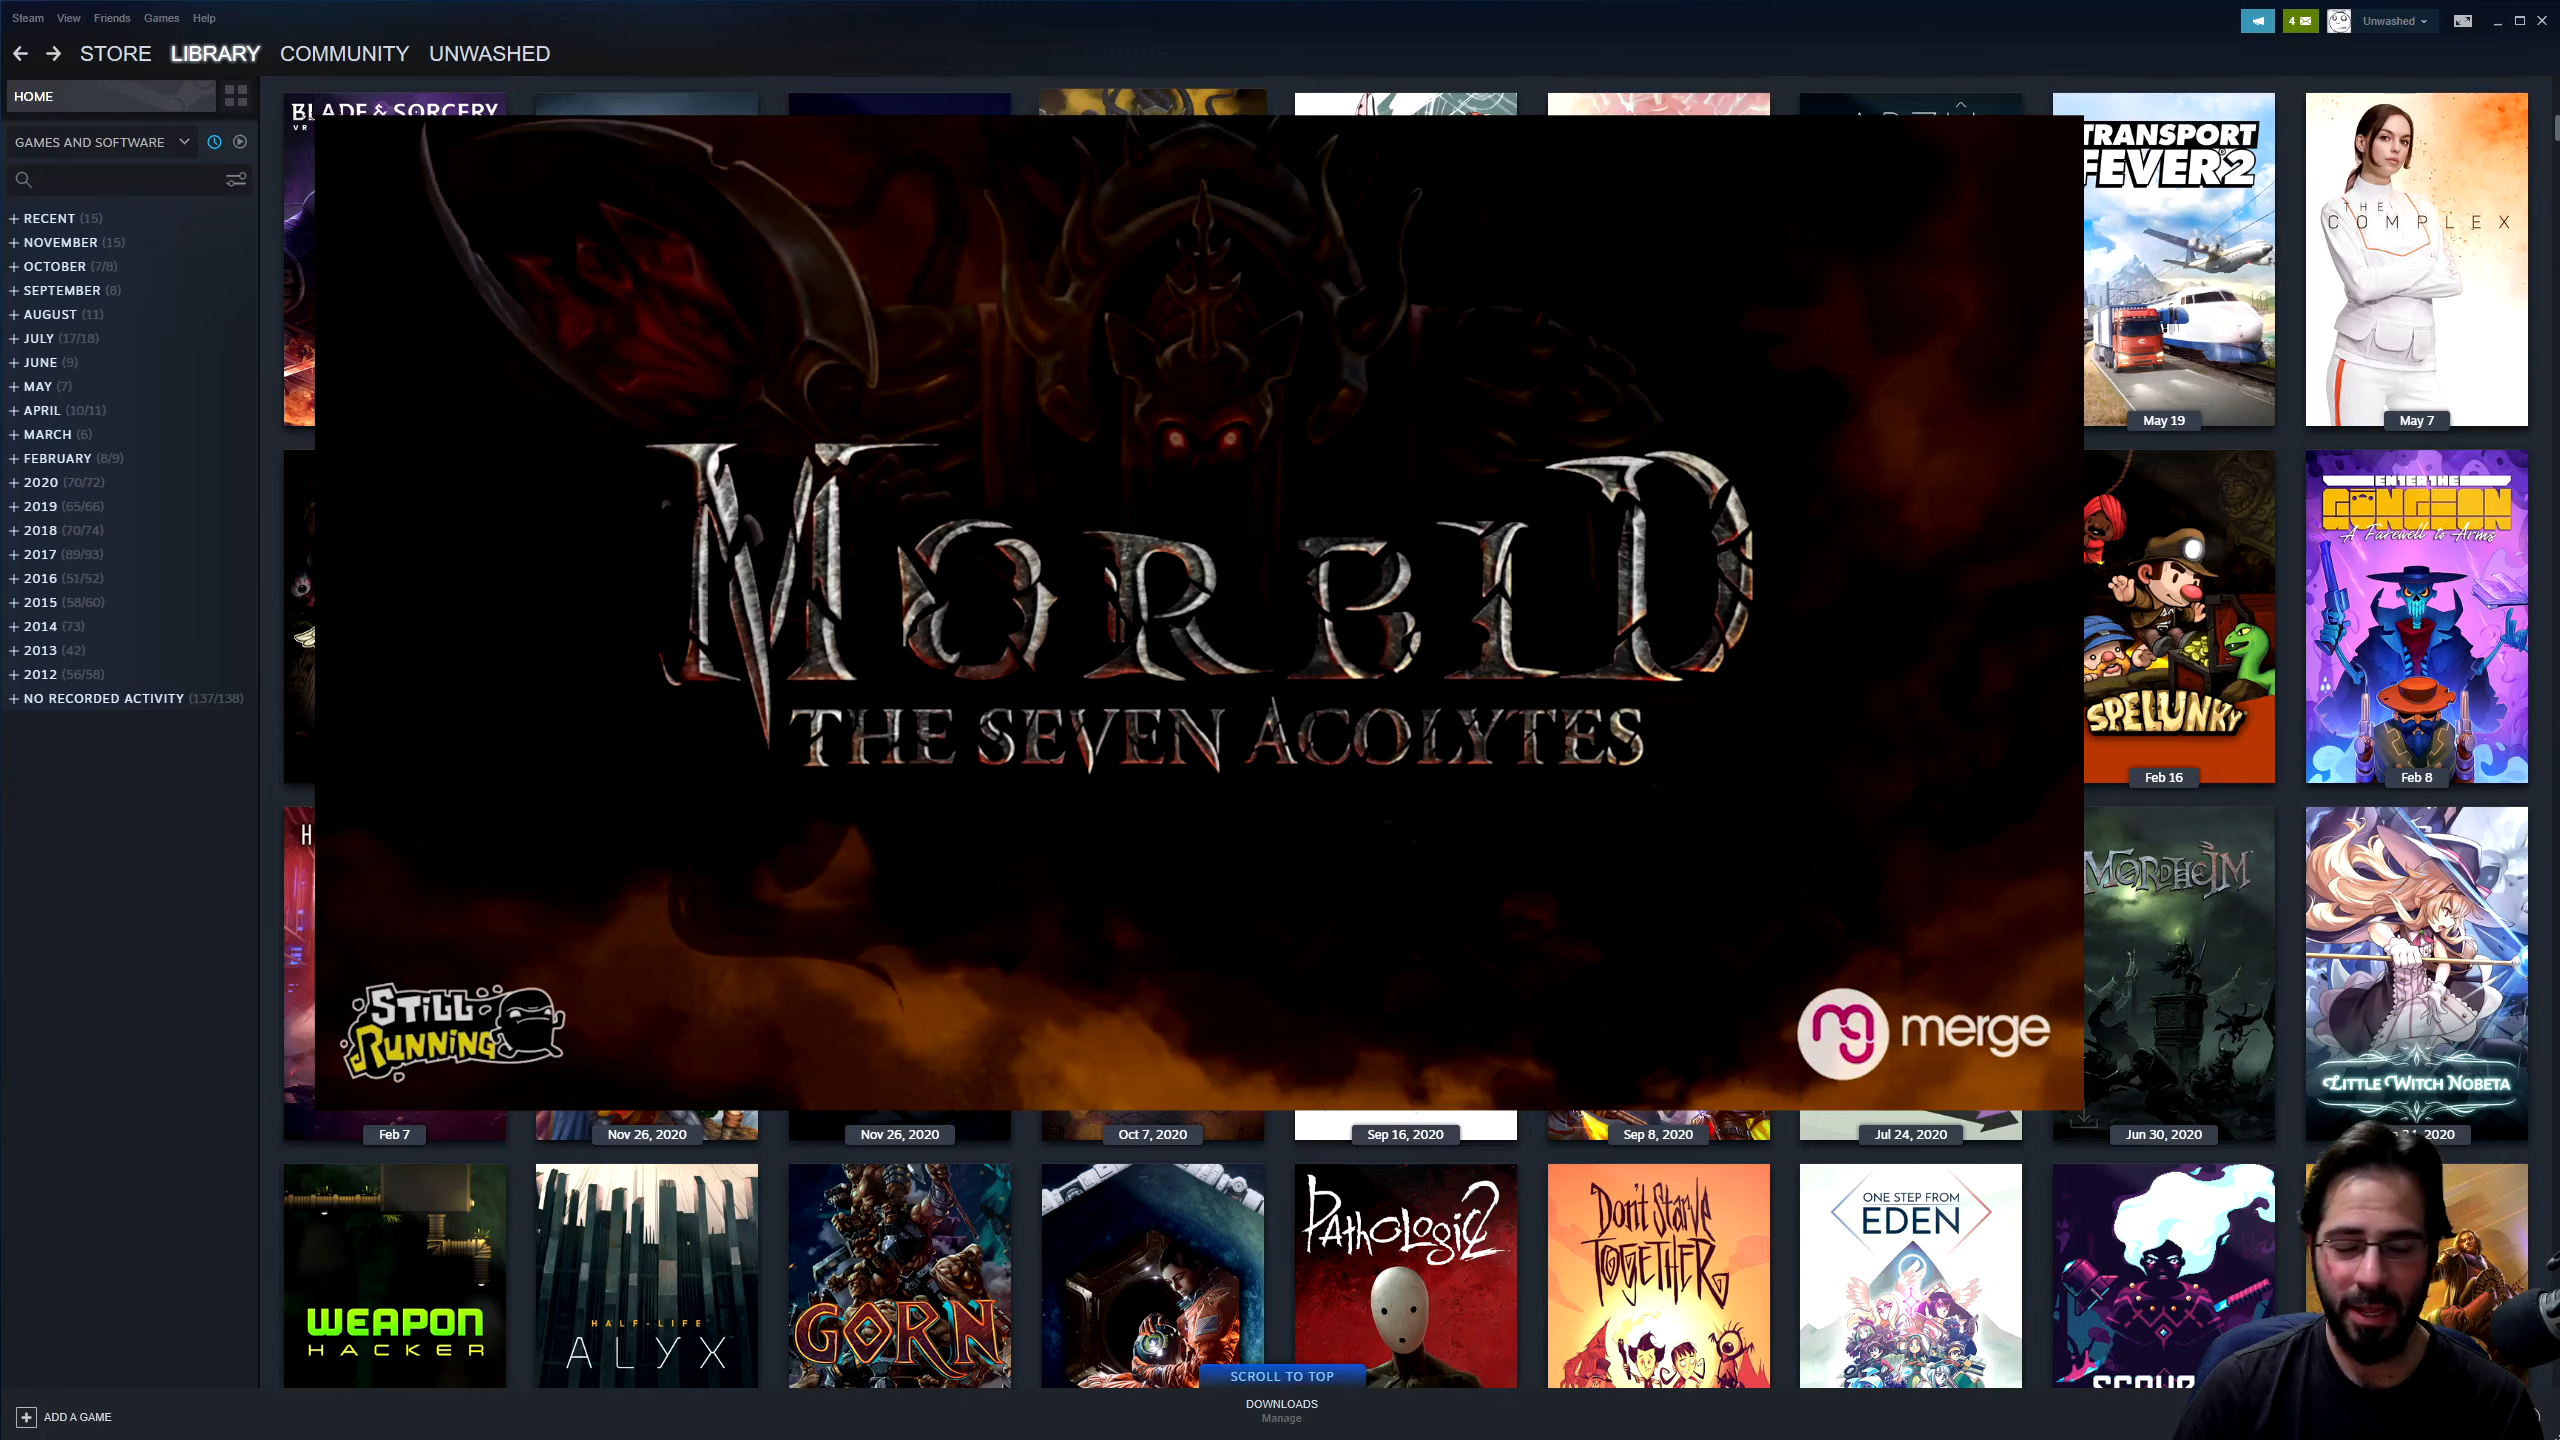 Steam View Friends Games Help
4
Unwashed
STORE LIBRARY COMMUNITY UNWASHED
HOME
GAMES AND SOFTWARE
+ RECENT (15)
+ NOVEMBER (15)
+ OCTOBER (7/8)
+ SEPTEMBER (8)
+ AUGUST (11)
+ JULY (17/18)
+ JUNE (9)
+ MAY (7)
+ APRIL (10/11)
+ MARCH (6)
+ FEBRUARY (8/9)
+ 2020 (70/72)
+ 2019 (65/66)
+ 2018 (70/74)
+ 2017 (89/93)
+ 2016 (51/52)
+ 2015 (58/60)
+ 2014 (73)
+ 2013 (42)
+ 2012 (56/58)
+ NO RECORDED ACTIVITY (137/138)
BLADE & SORCERY
TRANSPORT
FEVER 2
May 19
THE
COMPLEX
May 7
MORBID
THE SEVEN ACOLYTES
STILL
RUNNING
merge
SPELUNKY
Feb 16
ENTER THE
GUNGEON
A Farewell to Arms
Feb 8
MORDHEIM
LITTLE WITCH NOBETA
Feb 7
Nov 26, 2020
Nov 26, 2020
Oct 7, 2020
Sep 16, 2020
Sep 8, 2020
Jul 24, 2020
Jun 30, 2020
2020
WEAPON
HACKER
HALF-LIFE
ALYX
GORN
PATHOLOGIC 2
Don't Starve
TOGETHER
ONE STEP FROM
EDEN
SCROLL TO TOP
ADD A GAME
DOWNLOADS
Manage